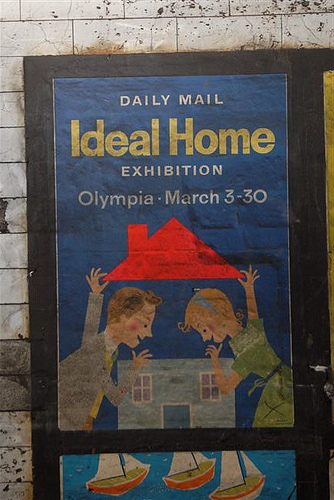 DAILY MAIL
Ideal Home
EXHIBITION
Olympia · March 3-30